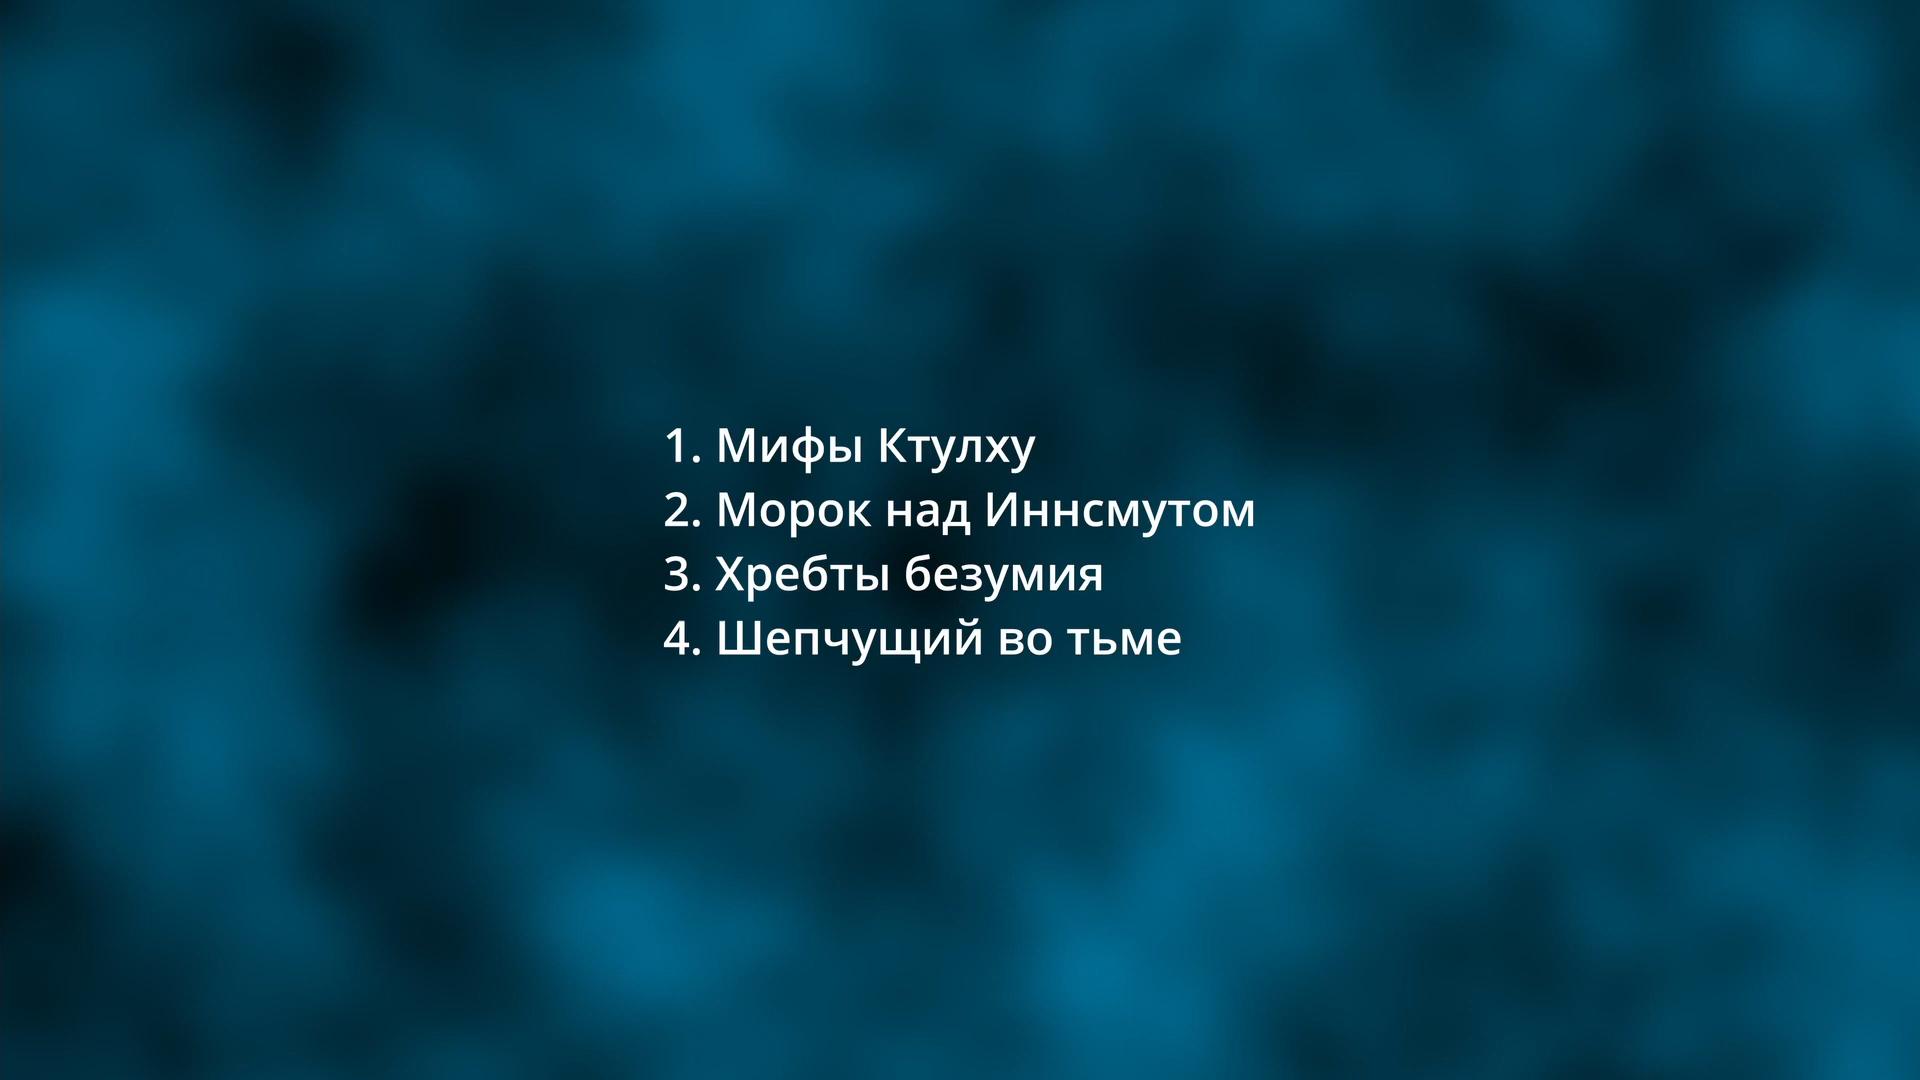 1. Мифы Ктулху
2. Морок над Иннсмутом
3. Хребты безумия
4. Шепчущий во тьме